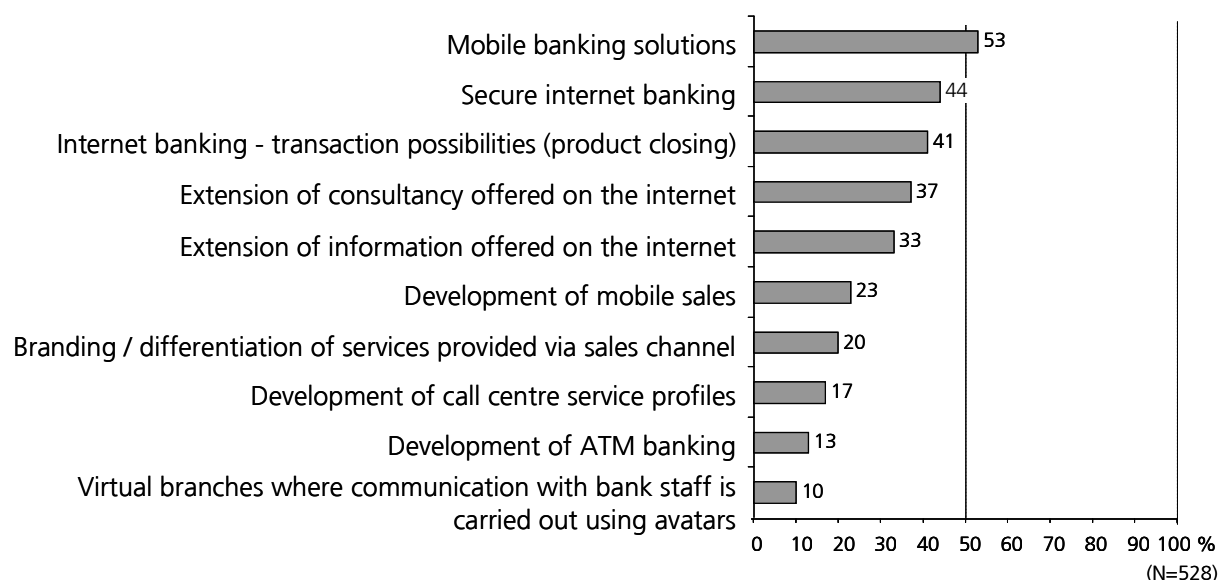 Mobile banking solutions 53
Secure internet banking 44
Internet banking - transaction possibilities (product closing) 41
Extension of consultancy offered on the internet 37
Extension of information offered on the internet 33
Development of mobile sales 23
Branding / differentiation of services provided via sales channel 20
Development of call centre service profiles 17
Development of ATM banking 13
Virtual branches where communication with bank staff is 10
carried out using avatars
0 10 20 30 40 50 60 70 80 90 100 %
(N=528)